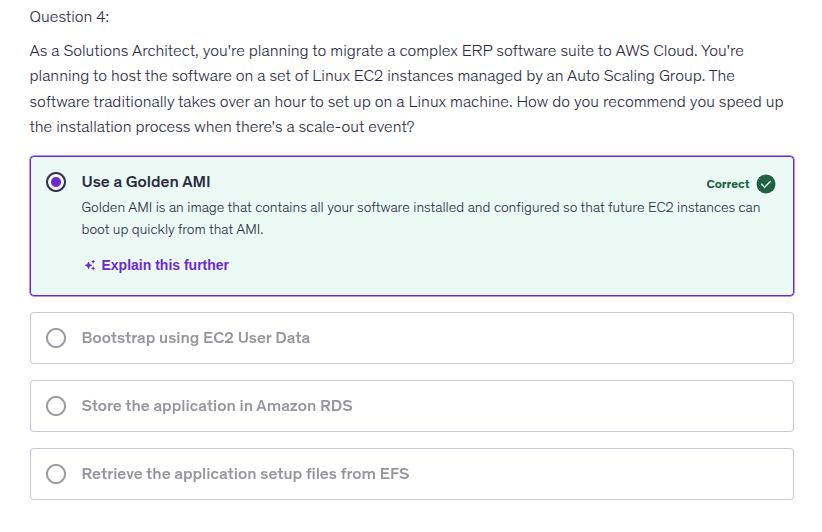 Question 4:
As a Solutions Architect, you're planning to migrate a complex ERP software suite to AWS Cloud. You're
planning to host the software on a set of Linux EC2 instances managed by an Auto Scaling Group. The
software traditionally takes over an hour to set up on a Linux machine. How do you recommend you speed up
the installation process when there's a scale-out event?
Use a Golden AMI
Correct
Golden AMI is an image that contains all your software installed and configured so that future EC2 instances can
boot up quickly from that AMI.
Explain this further
Bootstrap using EC2 User Data
Store the application in Amazon RDS
Retrieve the application setup files from EFS